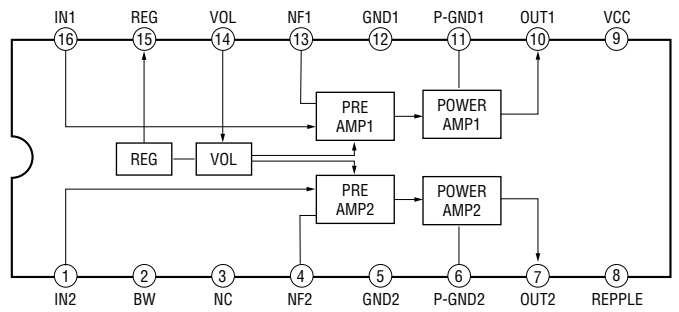 IN1 REG VOL NF1 GND1 P-GND1 OUT1 VCC
16 15 14 13 12 11 10 9
PRE
AMP1
POWER
AMP1
REG
VOL
PRE
AMP2
POWER
AMP2
1 2 3 4 5 6 7 8
IN2 BW NC NF2 GND2 P-GND2 OUT2 REPPLE